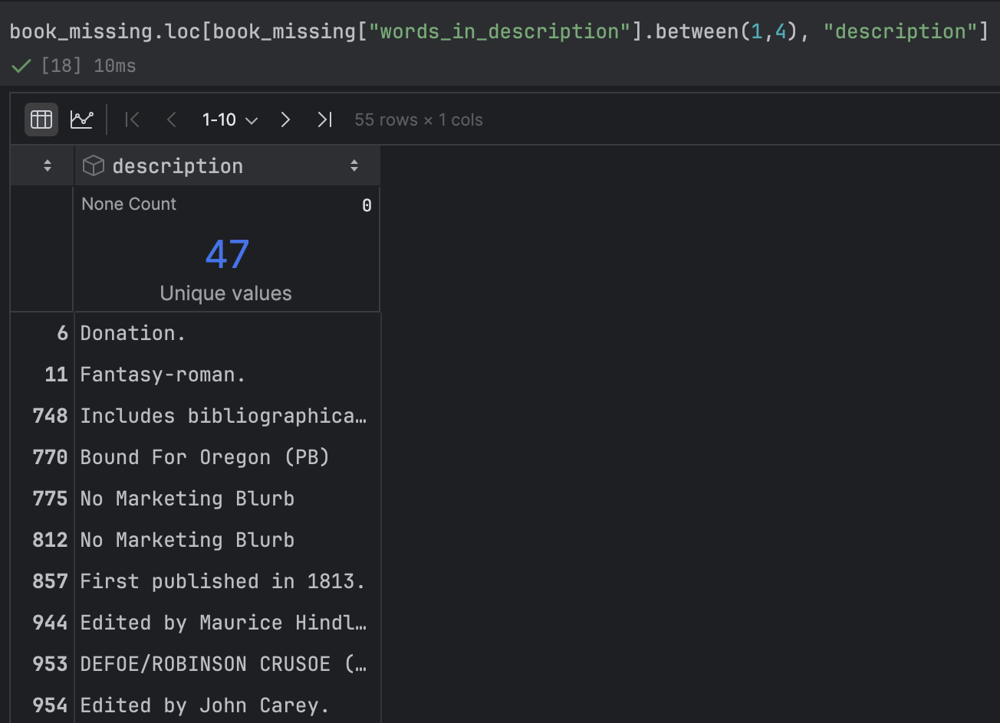 book_missing.loc[book_missing["words_in_description"].between(1,4), "description"]
[18] 10ms
1-10 55 rows × 1 cols
description
None Count 0
47
Unique values
6 Donation.
11 Fantasy-roman.
748 Includes bibliographica…
770 Bound For Oregon (PB)
775 No Marketing Blurb
812 No Marketing Blurb
857 First published in 1813.
944 Edited by Maurice Hindl…
953 DEFOE/ROBINSON CRUSOE (…
954 Edited by John Carey.